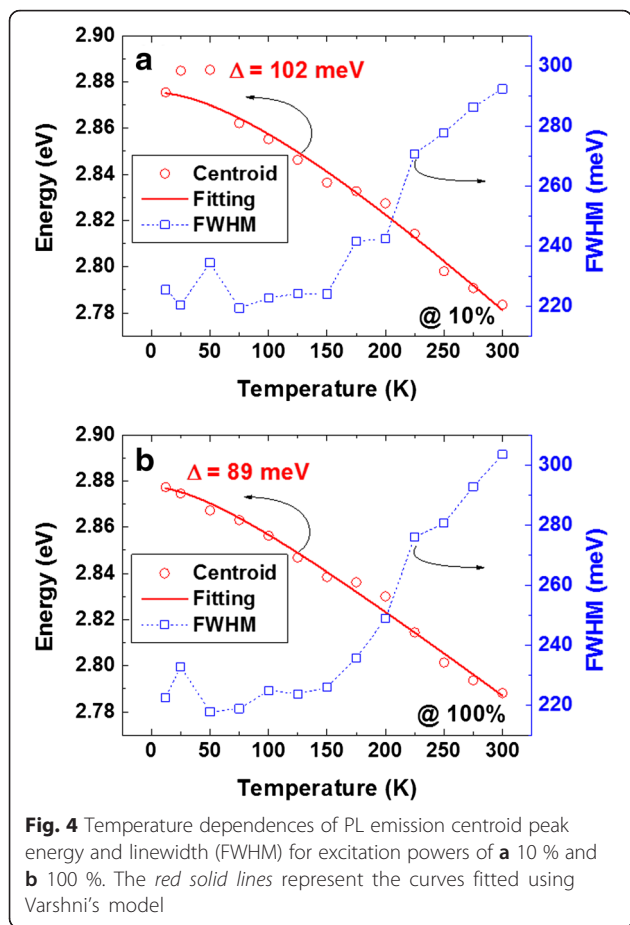 2.90
2.88
2.86
2.84
2.82
2.80
2.78
Energy (eV)
a
Δ = 102 meV
Centroid
Fitting
FWHM
@ 10%
300
280
260
240
220
FWHM (meV)
0 50 100 150 200 250 300
Temperature (K)
2.90
2.88
2.86
2.84
2.82
2.80
2.78
Energy (eV)
b
Δ = 89 meV
Centroid
Fitting
FWHM
@ 100%
300
280
260
240
220
FWHM (meV)
0 50 100 150 200 250 300
Temperature (K)
Fig. 4 Temperature dependences of PL emission centroid peak
energy and linewidth (FWHM) for excitation powers of a 10 % and
b 100 %. The red solid lines represent the curves fitted using
Varshni's model